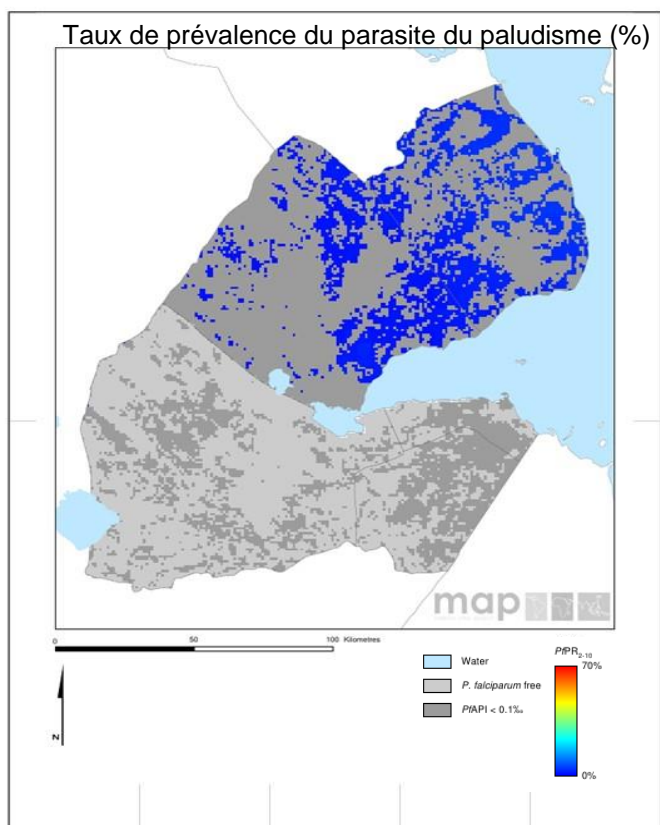 Taux de prévalence du parasite du paludisme (%)
map
0 50 100 Kilometres
N
Water
P. falciparum free
PfAPI < 0.1‰
PfPR2-10
70%
0%